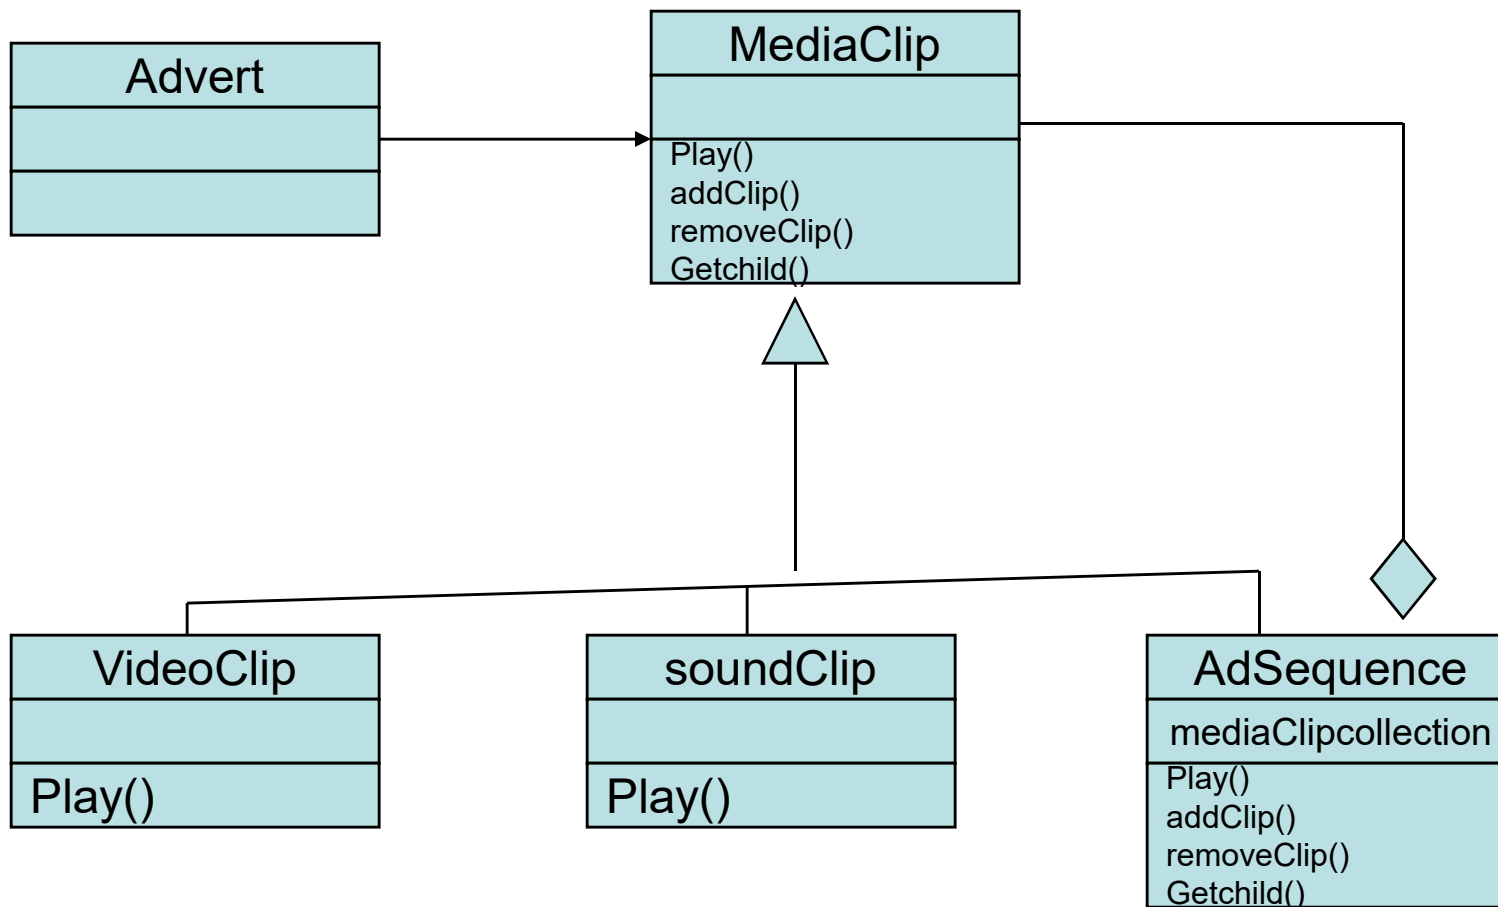 Advert
MediaClip
Play()
addClip()
removeClip()
Getchild()
VideoClip
Play()
soundClip
Play()
AdSequence
mediaClipcollection
Play()
addClip()
removeClip()
Getchild()